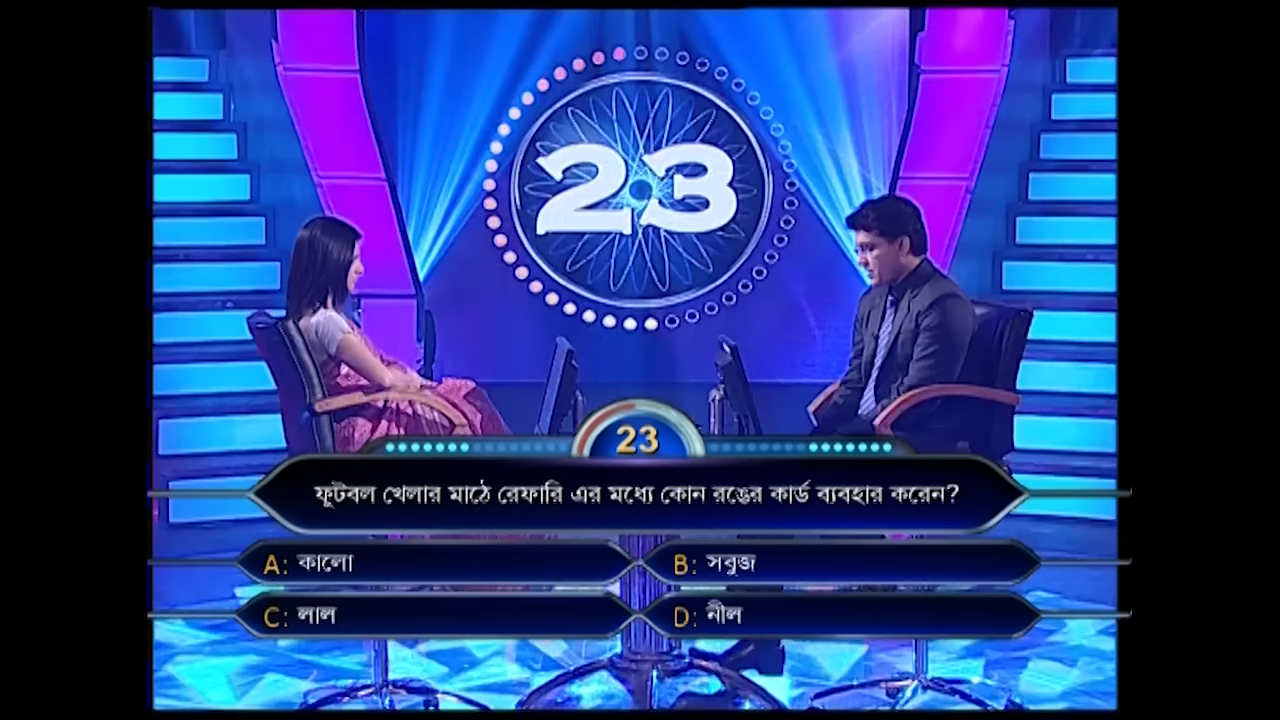 23
23
ফুটবল খেলার মাঠে রেফারি এর মধ্যে কোন রঙের কার্ড ব্যবহার করেন?
A: কালো
B: সবুজ
C: লাল
D: নীল